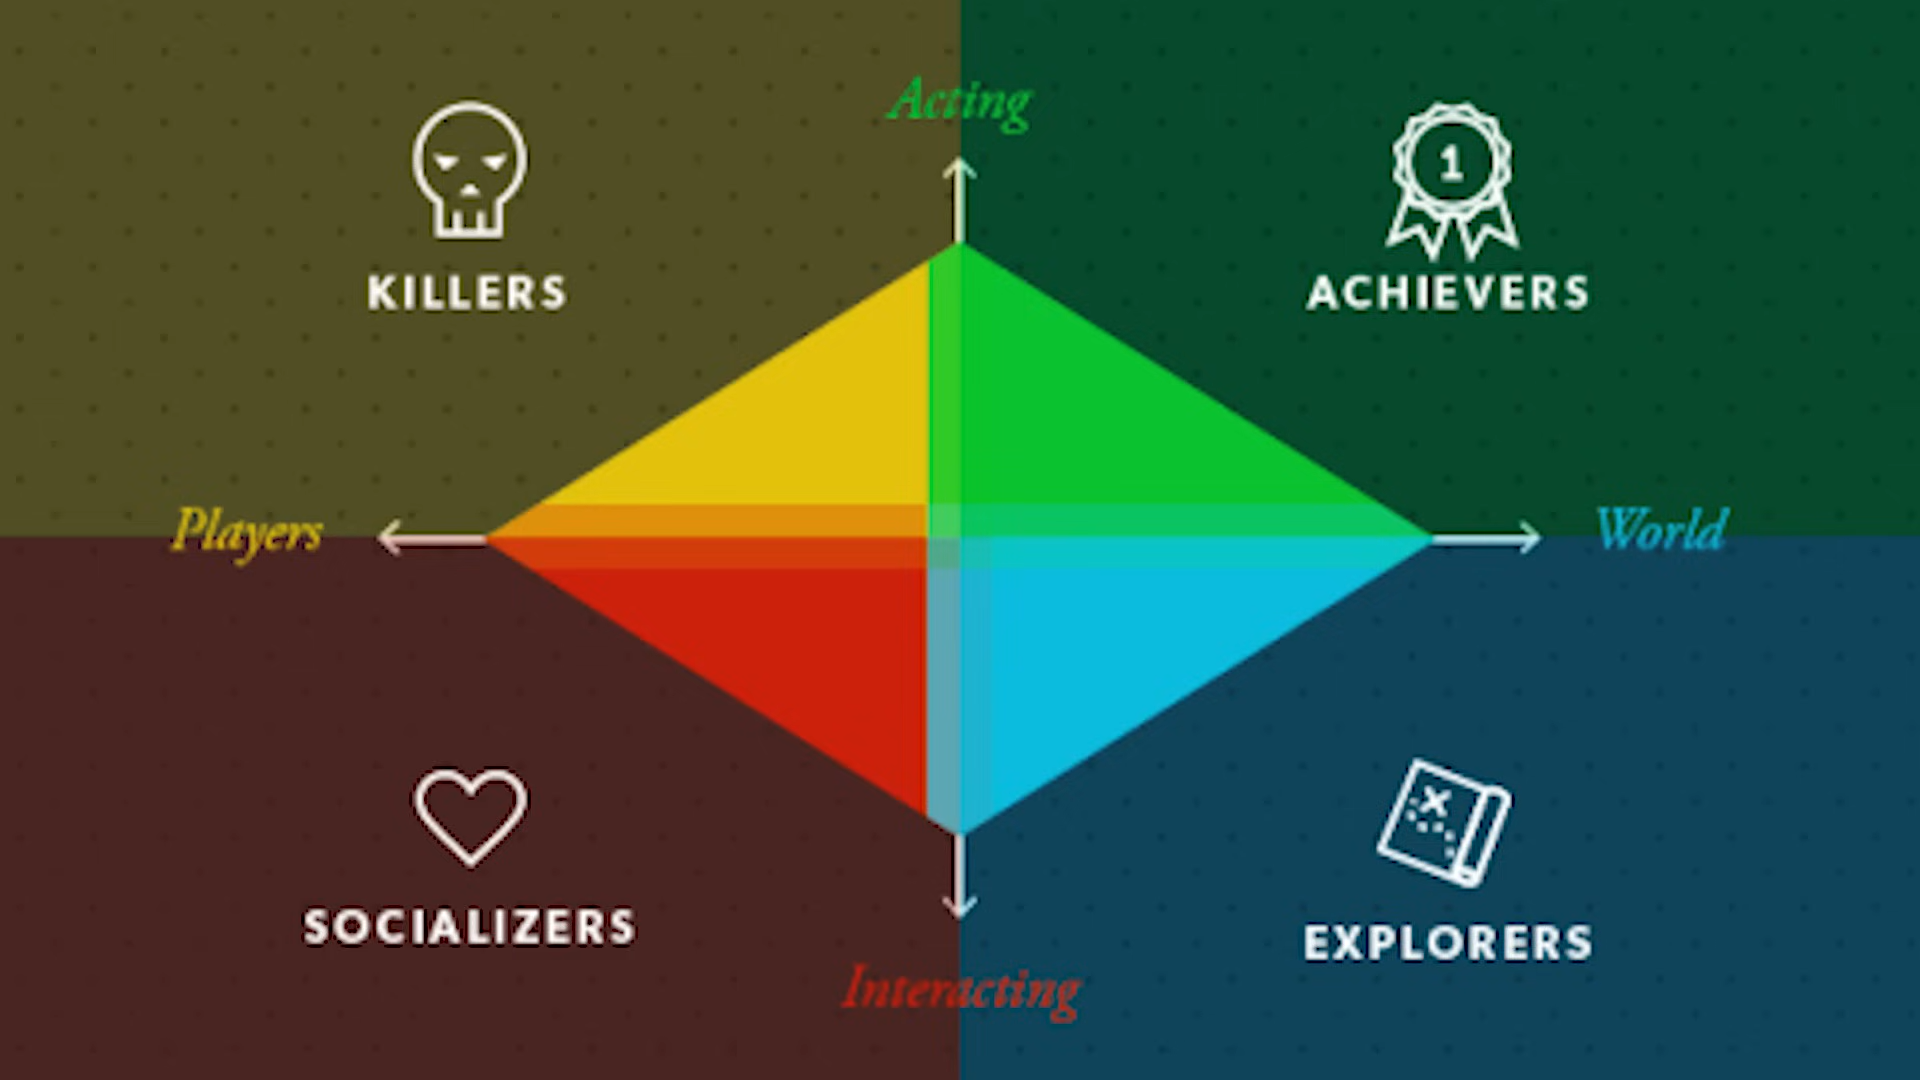 Acting
1
KILLERS
ACHIEVERS
Players
World
SOCIALIZERS
EXPLORERS
Interacting